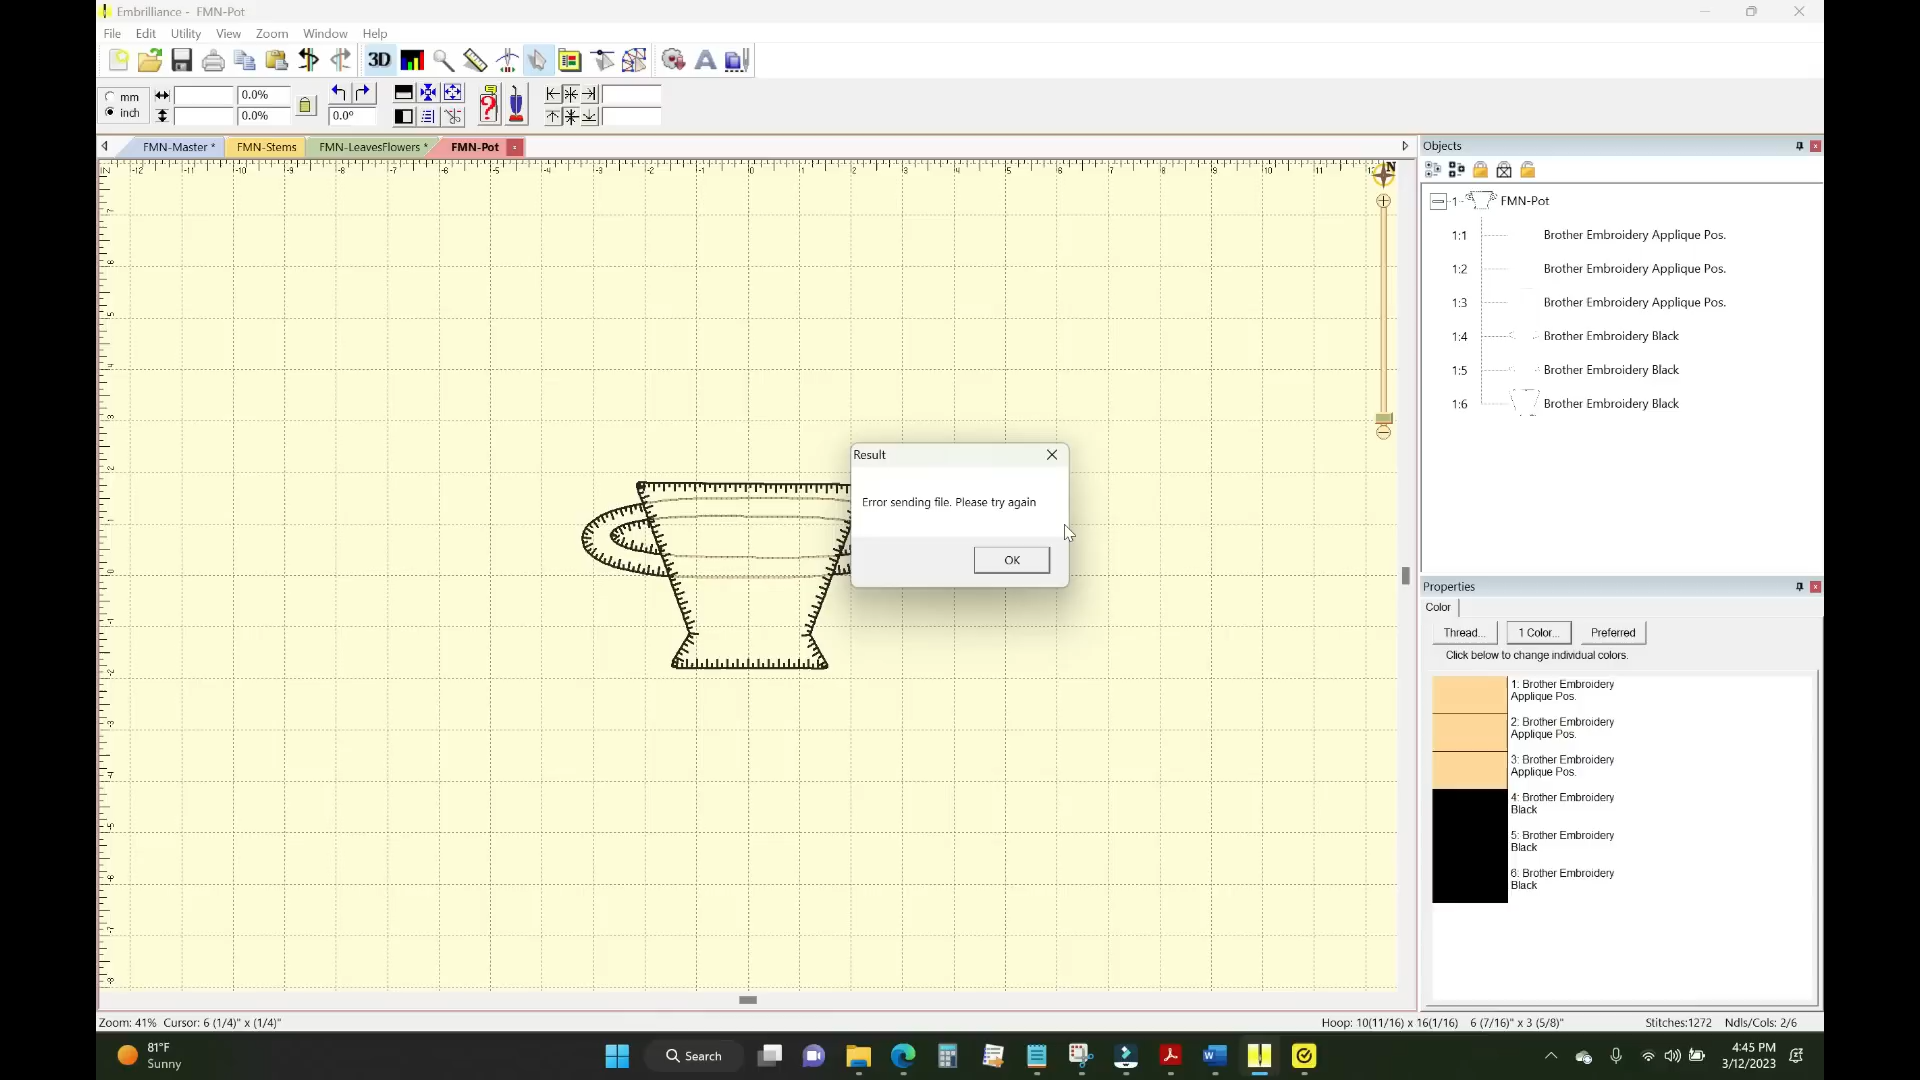 Embrilliance - FMN-Pot
File Edit Utility View Zoom Window Help
3D
mm 0.0%
inch 0.0% 0.0°
FMN-Master * FMN-Stems FMN-LeavesFlowers * FMN-Pot
N
Objects
1 FMN-Pot
1:1 Brother Embroidery Applique Pos.
1:2 Brother Embroidery Applique Pos.
1:3 Brother Embroidery Applique Pos.
1:4 Brother Embroidery Black
1:5 Brother Embroidery Black
1:6 Brother Embroidery Black
Result
Error sending file. Please try again
OK
Properties
Color
Thread... 1 Color... Preferred
Click below to change individual colors.
1: Brother Embroidery
Applique Pos.
2: Brother Embroidery
Applique Pos.
3: Brother Embroidery
Applique Pos.
4: Brother Embroidery
Black
5: Brother Embroidery
Black
6: Brother Embroidery
Black
Zoom: 41% Cursor: 6 (1/4)" x (1/4)" Hoop: 10(11/16) x 16(1/16) 6 (7/16)" x 3 (5/8)" Stitches:1272 Ndls/Cols: 2/6
81°F
Sunny
Search
4:45 PM
3/12/2023